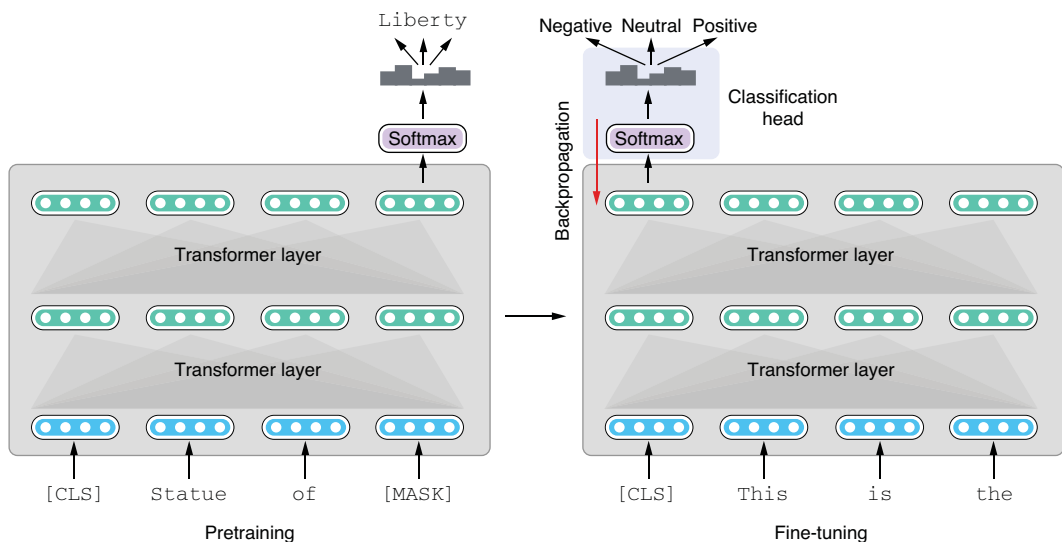 Liberty
Softmax
Transformer layer
Transformer layer
[CLS] Statue of [MASK]
Pretraining
Negative Neutral Positive
Classification
head
Softmax
Backpropagation
Transformer layer
Transformer layer
[CLS] This is the
Fine-tuning